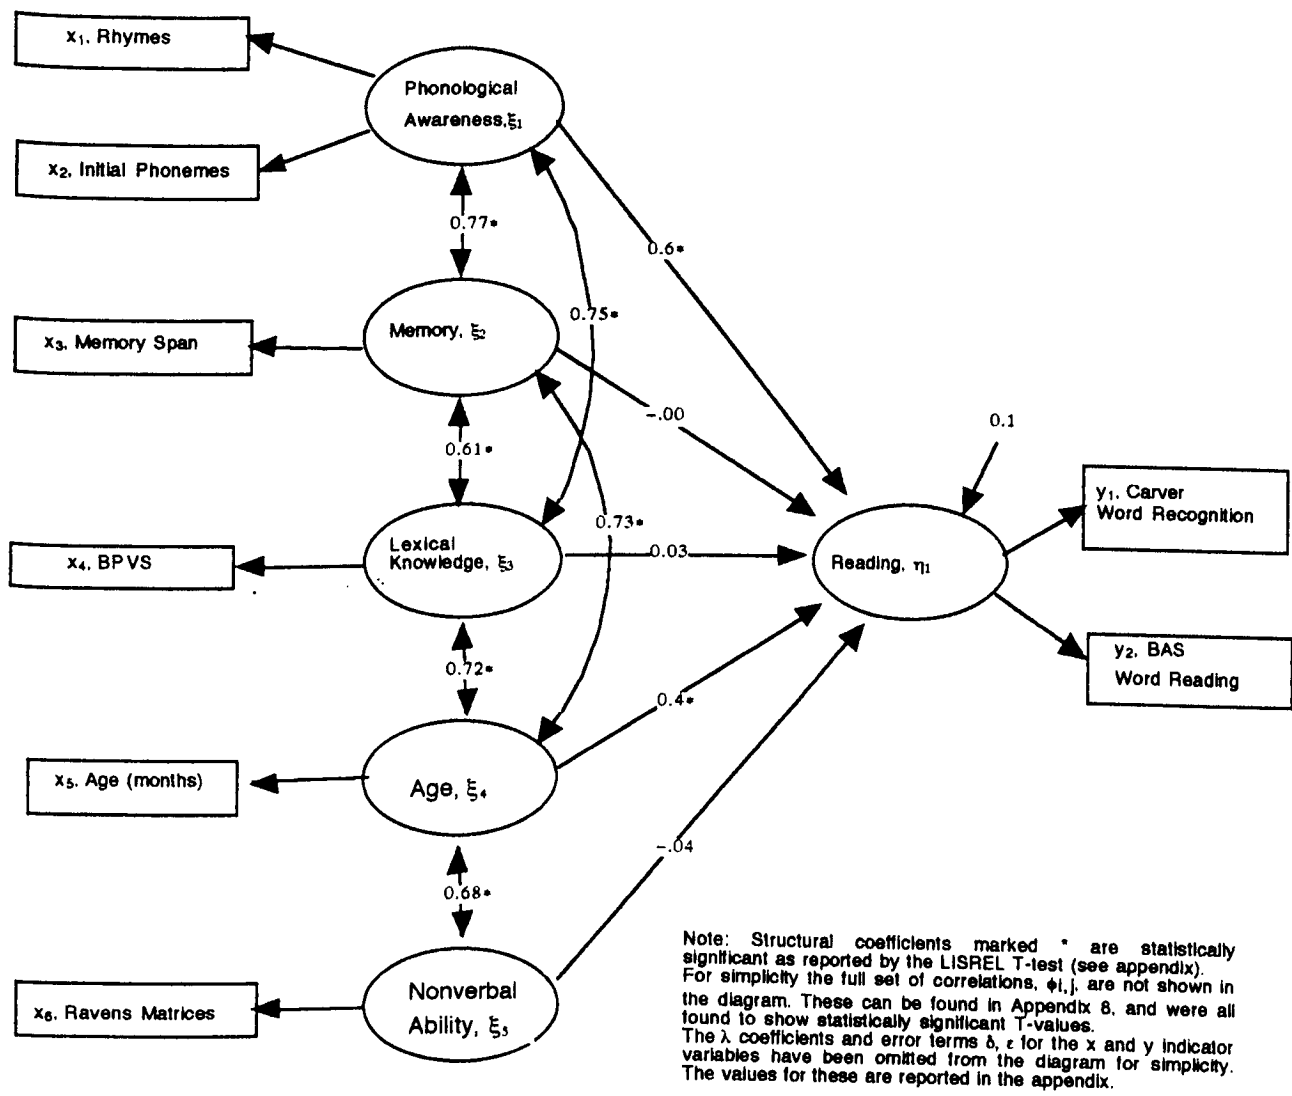 x₁, Rhymes
Phonological
Awareness, ξ₁
x₂, Initial Phonemes
0.77*
0.6*
0.75*
Memory, ξ₂
x₃, Memory Span
-.00
0.1
0.61*
y₁, Carver
Word Recognition
0.73*
Lexical
Knowledge, ξ₃
x₄, BPVS
0.03
Reading, η₁
0.72*
y₂, BAS
Word Reading
0.4*
x₅, Age (months)
Age, ξ₄
-.04
0.68*
Nonverbal
Ability, ξ₅
x₆, Ravens Matrices
Note: Structural coefficients marked * are statistically
significant as reported by the LISREL T-test (see appendix).
For simplicity the full set of correlations, ϕi,j, are not shown in
the diagram. These can be found in Appendix 8, and were all
found to show statistically significant T-values.
The λ coefficients and error terms δ, ε for the x and y indicator
variables have been omitted from the diagram for simplicity.
The values for these are reported in the appendix.